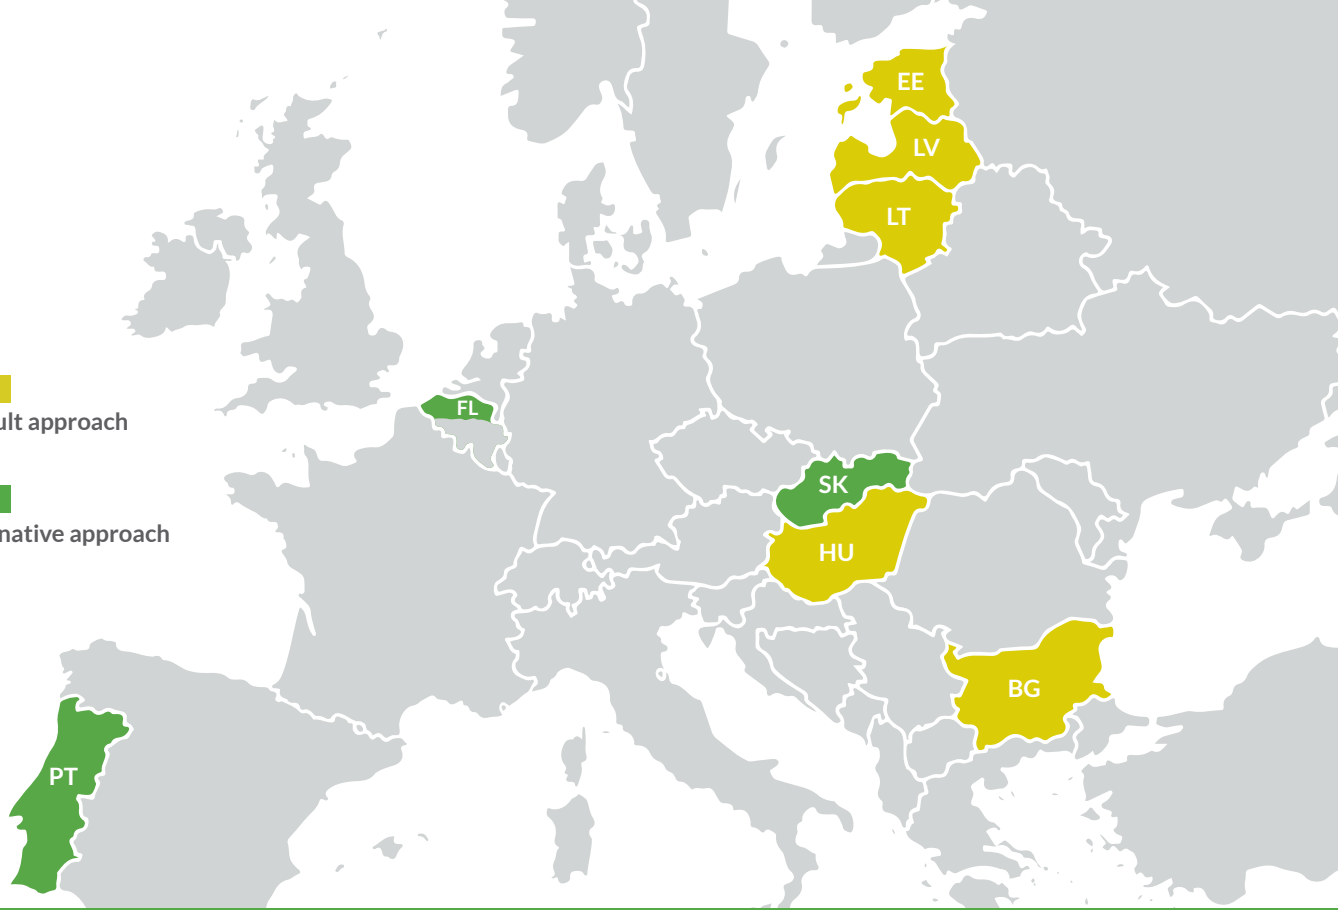 EE
LV
LT
FL
ult approach
SK
native approach
HU
BG
PT